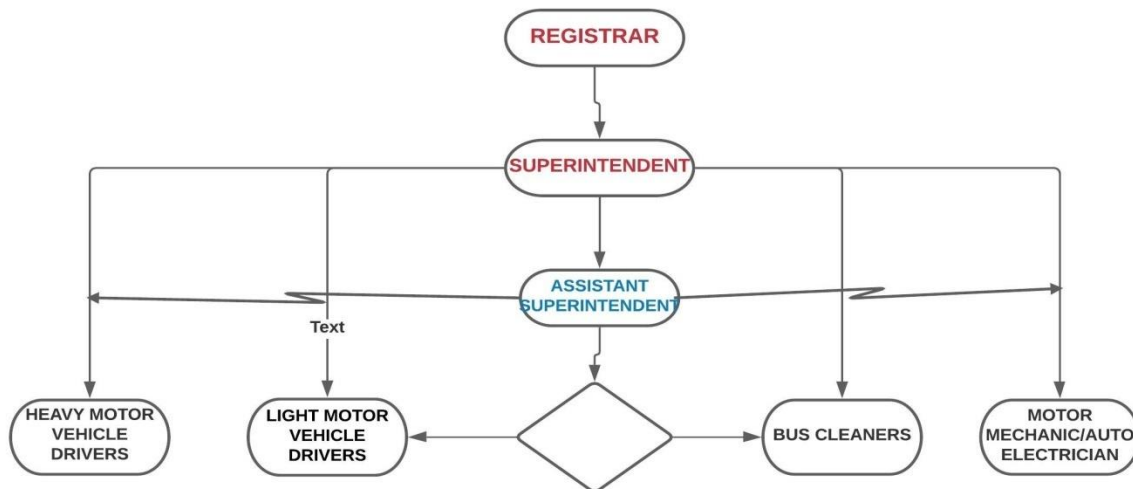 REGISTRAR
SUPERINTENDENT
ASSISTANT
SUPERINTENDENT
Text
HEAVY MOTOR
VEHICLE
DRIVERS
LIGHT MOTOR
VEHICLE
DRIVERS
BUS CLEANERS
MOTOR
MECHANIC/AUTO
ELECTRICIAN